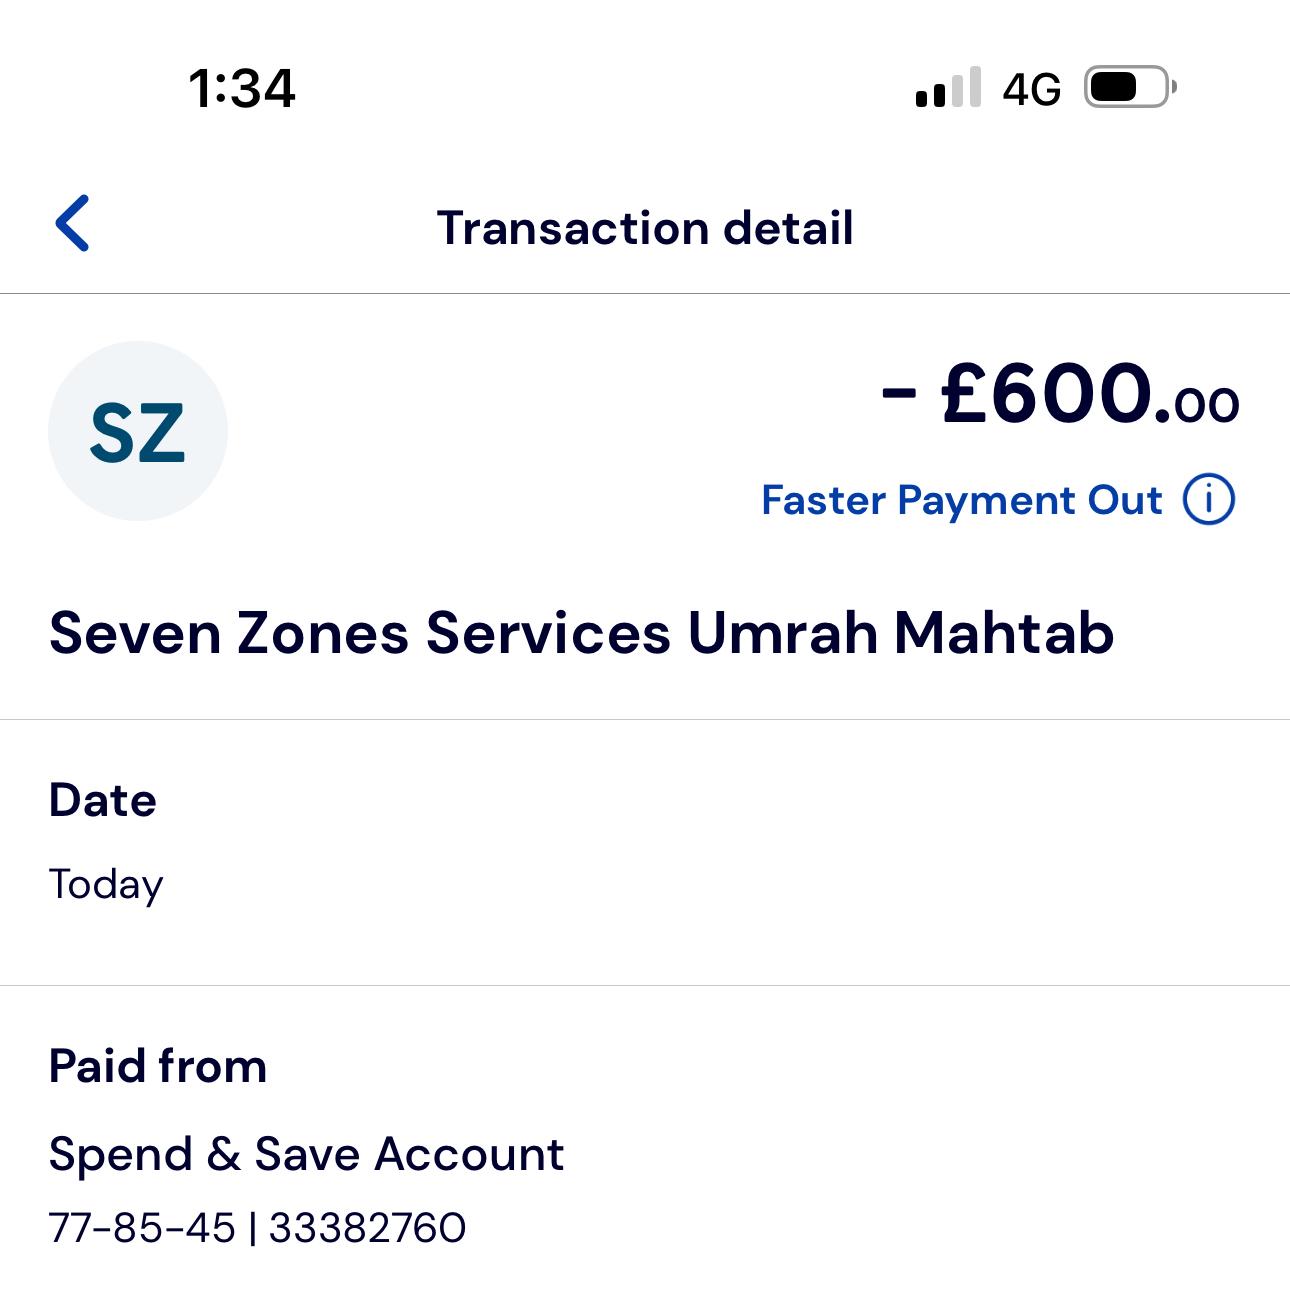 1:34 4G
Transaction detail
SZ
- £600.00
Faster Payment Out i
Seven Zones Services Umrah Mahtab
Date
Today
Paid from
Spend & Save Account
77-85-45 | 33382760